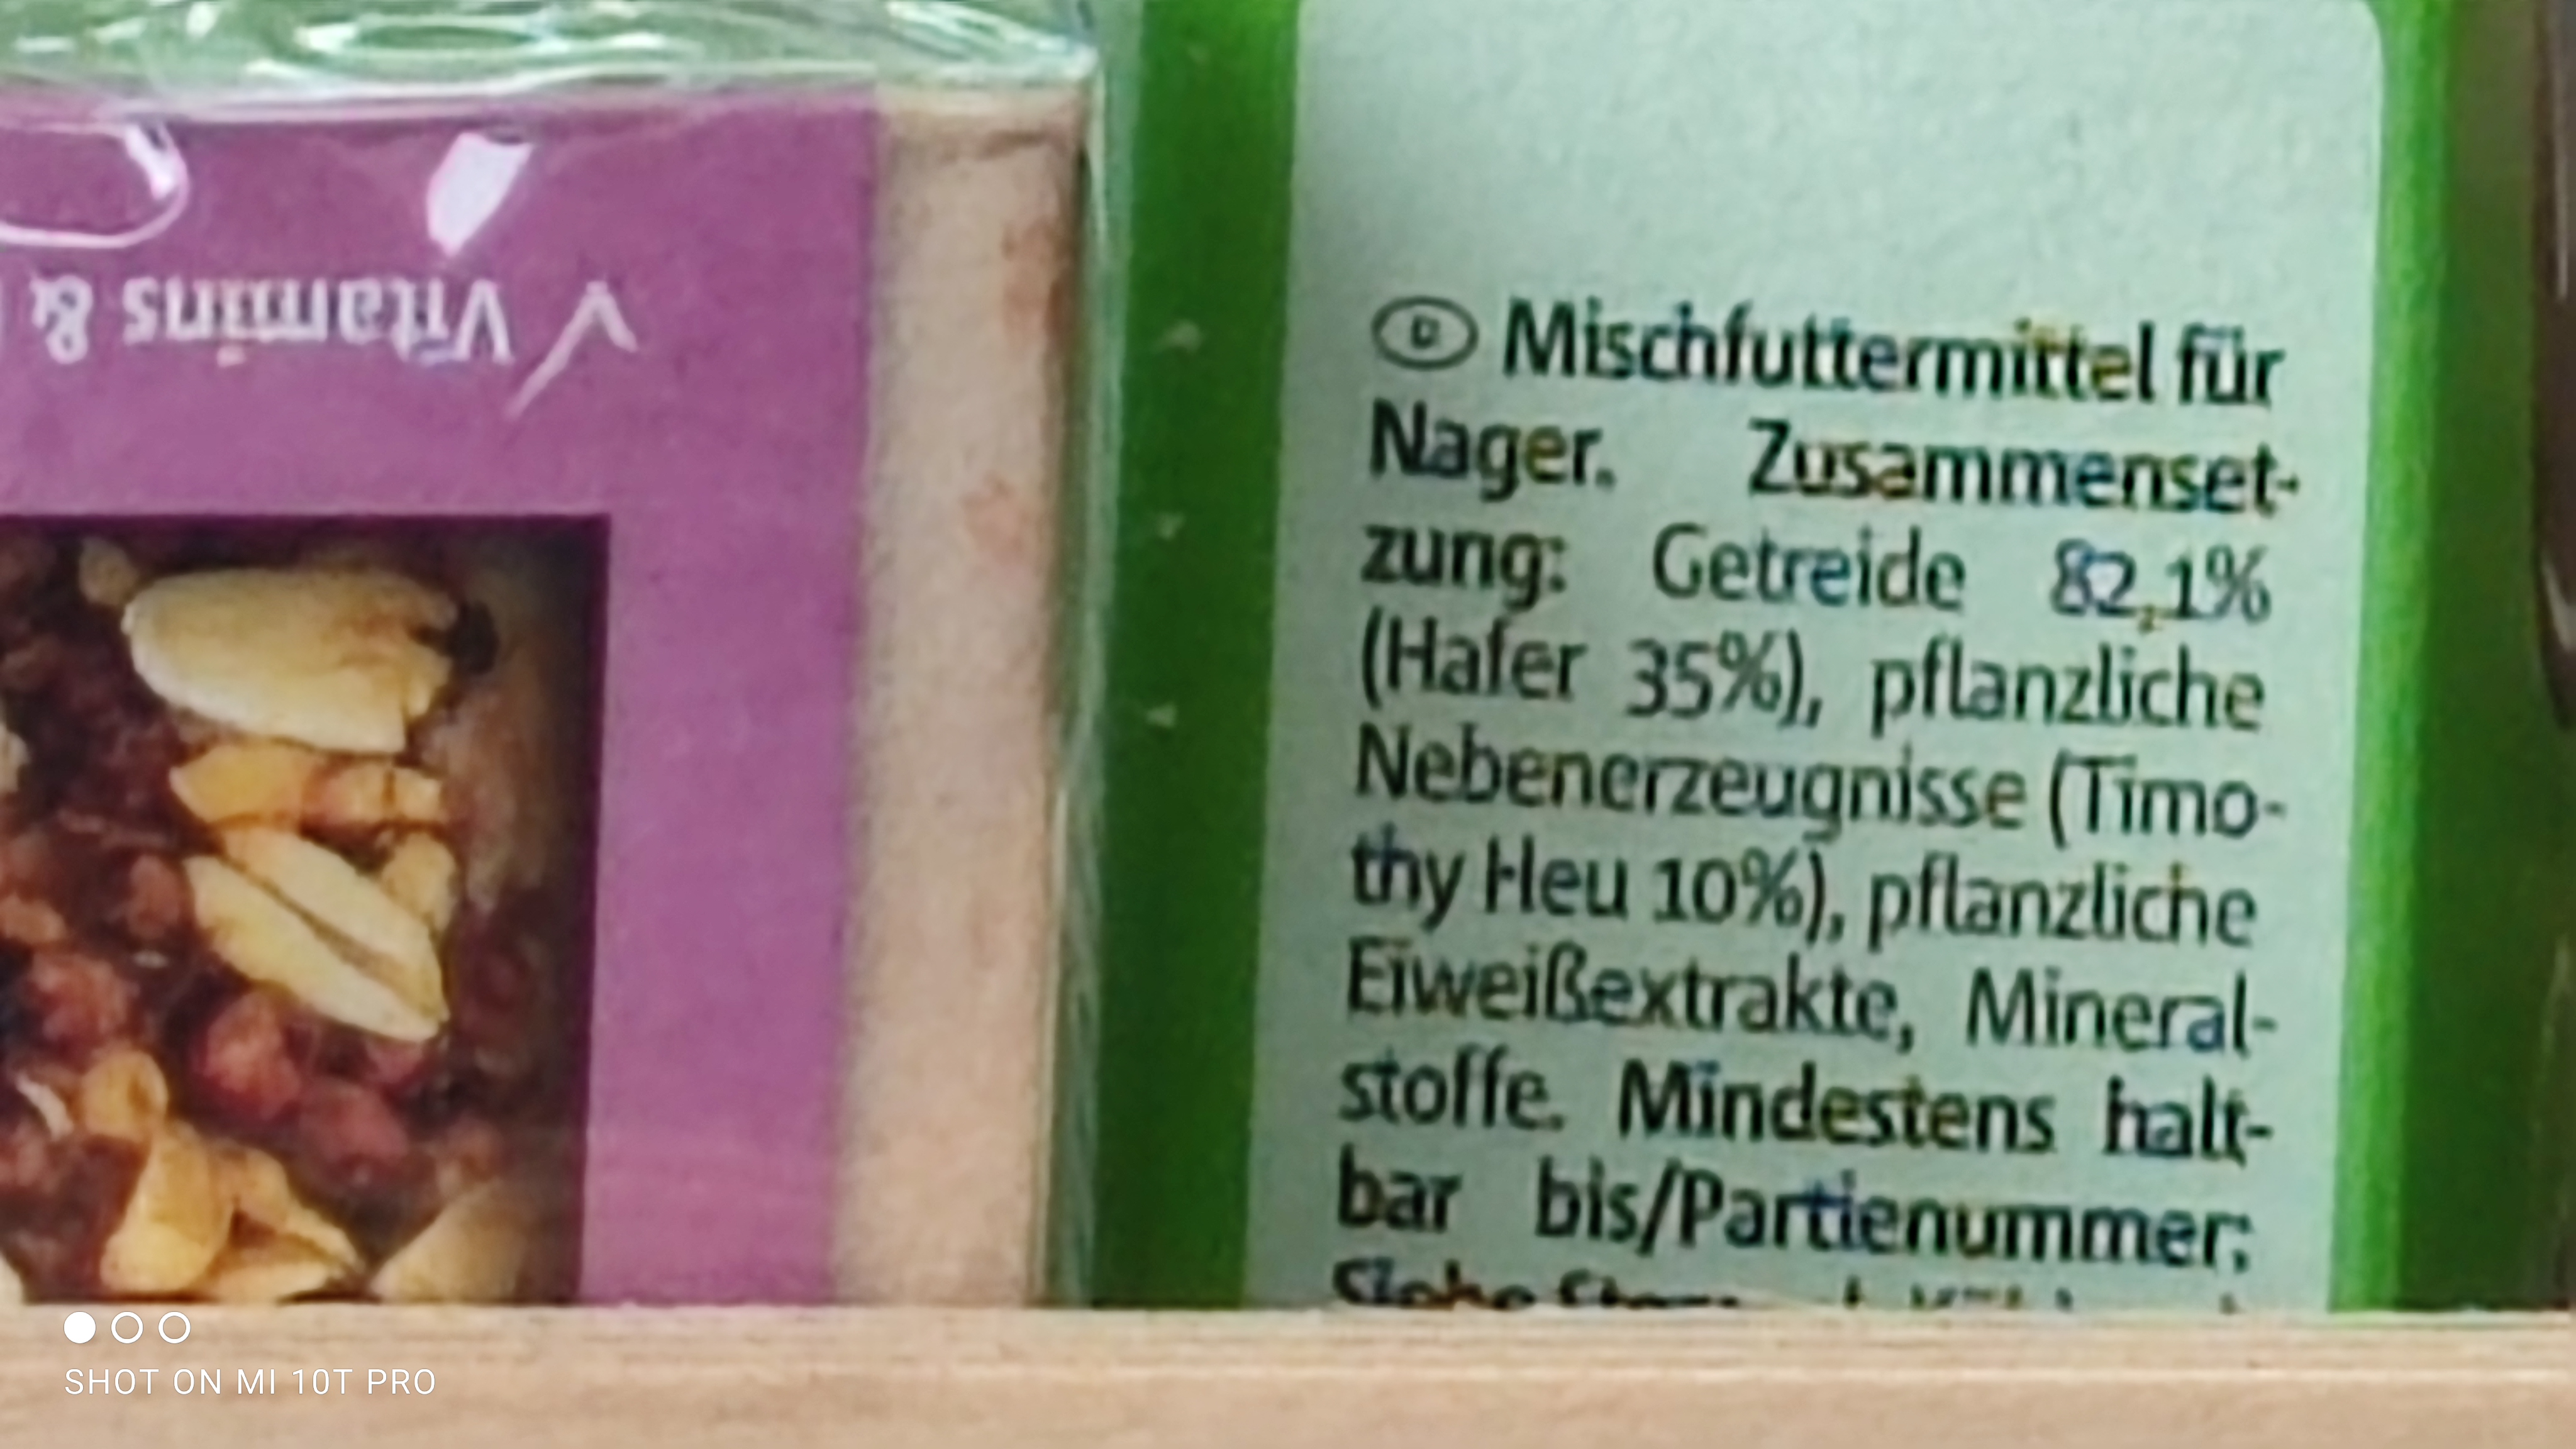 ✓ Vitamins &
D Mischfuttermittel für
Nager. Zusammenset-
zung: Getreide 82,1%
(Hafer 35%), pflanzliche
Nebenerzeugnisse (Timo-
thy Heu 10%), pflanzliche
Eiweißextrakte, Mineral-
stoffe. Mindestens halt-
bar bis/Partienummer:
Siehe
SHOT ON MI 10T PRO